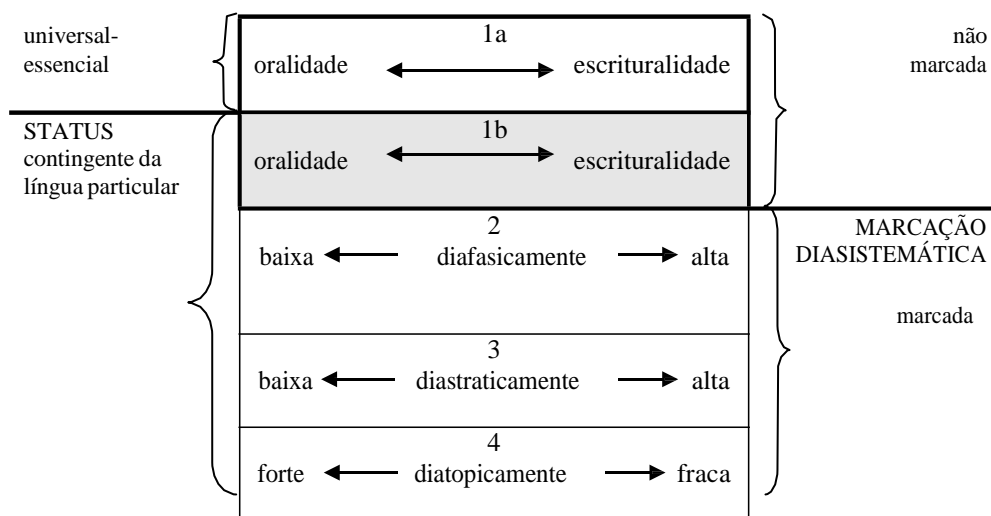 universal-
essencial
1a
oralidade escrituralidade
não
marcada
STATUS
contingente da
língua particular
1b
oralidade escrituralidade
2
baixa diafasicamente alta
MARCAÇÃO
DIASISTEMÁTICA
marcada
3
baixa diastraticamente alta
4
forte diatopicamente fraca